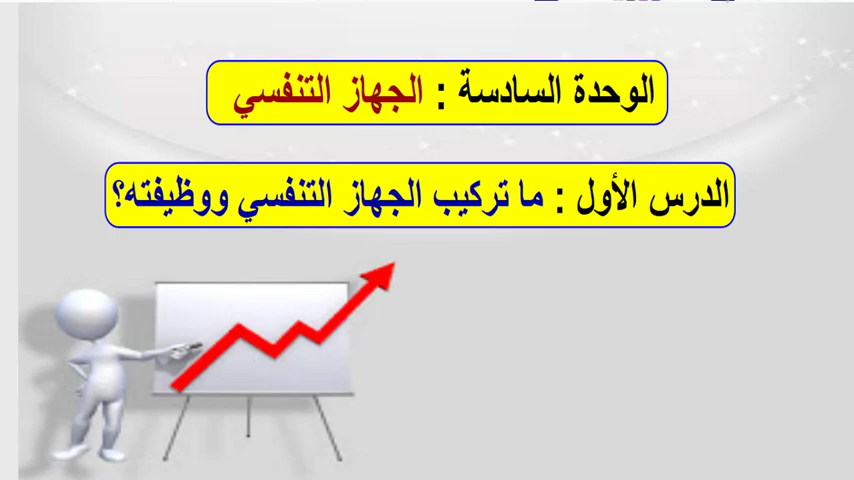 الوحدة السادسة : الجهاز التنفسي
الدرس الأول : ما تركيب الجهاز التنفسي ووظيفته؟